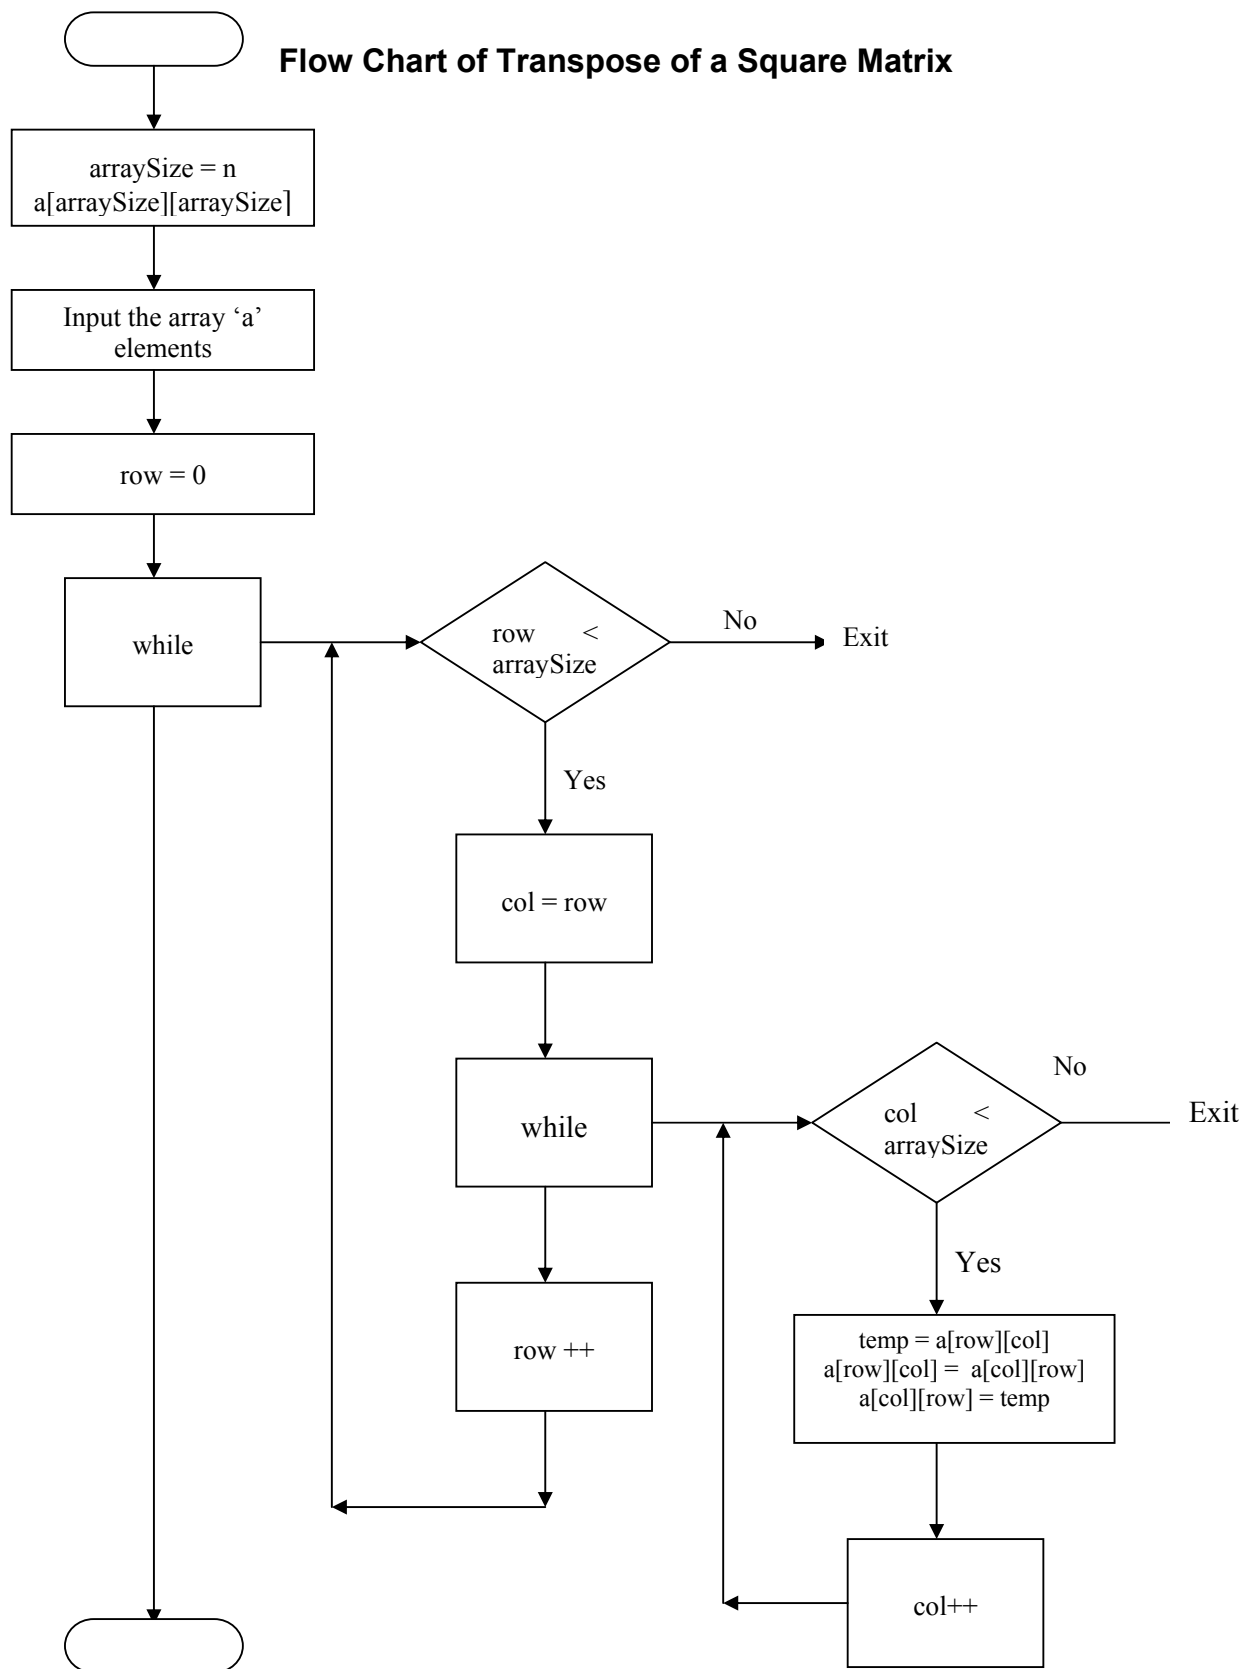 Flow Chart of Transpose of a Square Matrix
arraySize = n
a[arraySize][arraySize]
Input the array ‘a’
elements
row = 0
while
row <
arraySize
No
Exit
Yes
col = row
while
col <
arraySize
No
Exit
Yes
row ++
temp = a[row][col]
a[row][col] = a[col][row]
a[col][row] = temp
col++